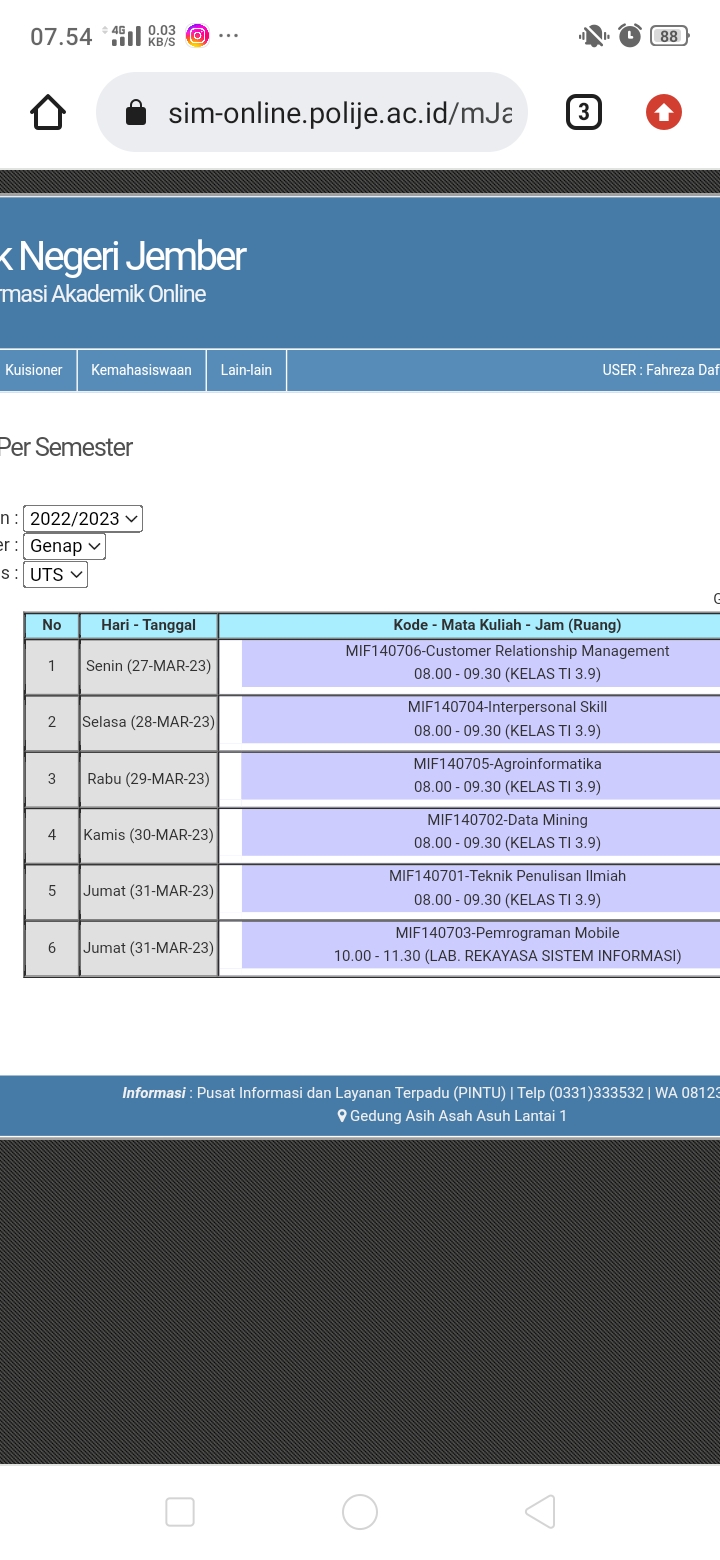 07.54 4G 0.03 KB/S ... 88
sim-online.polije.ac.id/mJa 3
k Negeri Jember
rmasi Akademik Online
Kuisioner Kemahasiswaan Lain-lain USER : Fahreza Daf
Per Semester
n : 2022/2023
er : Genap
s : UTS
G
No Hari - Tanggal Kode - Mata Kuliah - Jam (Ruang)
1 Senin (27-MAR-23) MIF140706-Customer Relationship Management
08.00 - 09.30 (KELAS TI 3.9)
2 Selasa (28-MAR-23) MIF140704-Interpersonal Skill
08.00 - 09.30 (KELAS TI 3.9)
3 Rabu (29-MAR-23) MIF140705-Agroinformatika
08.00 - 09.30 (KELAS TI 3.9)
4 Kamis (30-MAR-23) MIF140702-Data Mining
08.00 - 09.30 (KELAS TI 3.9)
5 Jumat (31-MAR-23) MIF140701-Teknik Penulisan Ilmiah
08.00 - 09.30 (KELAS TI 3.9)
6 Jumat (31-MAR-23) MIF140703-Pemrograman Mobile
10.00 - 11.30 (LAB. REKAYASA SISTEM INFORMASI)
Informasi : Pusat Informasi dan Layanan Terpadu (PINTU) | Telp (0331)333532 | WA 08123
Gedung Asih Asah Asuh Lantai 1